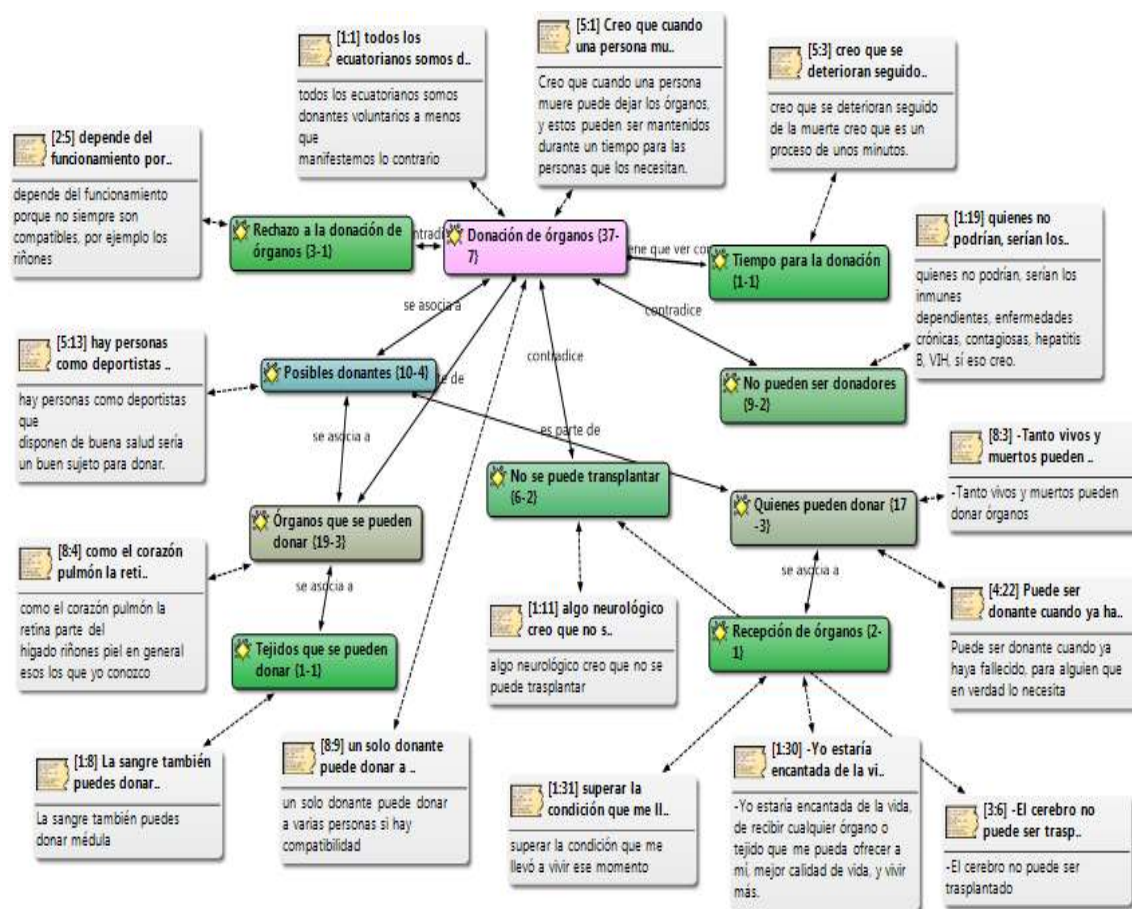 [1:1] todos los
ecuatorianos somos d..
todos los ecuatorianos somos
donantes voluntarios a menos
que
manifestemos lo contrario
[5:1] Creo que cuando
una persona mu..
Creo que cuando una persona
muere puede dejar los órganos,
y estos pueden ser mantenidos
durante un tiempo para las
personas que los necesitan.
[5:3] creo que se
deterioran seguido..
creo que se deterioran seguido
de la muerte creo que es un
proceso de unos minutos.
[2:5] depende del
funcionamiento por..
depende del funcionamiento
porque no siempre son
compatibles, por ejemplo los
riñones
Rechazo a la donación de
órganos {3-1}
Donación de órganos {37-
7}
Tiempo para la donación
{1-1}
[1:19] quienes no
podrían, serían los..
quienes no podrían, serían los
inmunes
dependientes, enfermedades
crónicas, contagiosas, hepatitis
B, VIH, sí eso creo.
se asocia a
contradice
contradice
[5:13] hay personas
como deportistas ..
hay personas como deportistas
que
disponen de buena salud sería
un buen sujeto para donar.
Posibles donantes {10-4}
No pueden ser donadores
{9-2}
se asocia a
es parte de
No se puede transplantar
{6-2}
Quienes pueden donar {17
-3}
[8:3] -Tanto vivos y
muertos pueden ..
-Tanto vivos y muertos pueden
donar órganos
Órganos que se pueden
donar {19-3}
[8:4] como el corazón
pulmón la reti..
como el corazón pulmón la
retina parte del
hígado riñones piel en general
esos los que yo conozco
se asocia a
se asocia a
[1:11] algo neurológico
creo que no s..
algo neurológico creo que no se
puede trasplantar
Recepción de órganos {2-
1}
[4:22] Puede ser
donante cuando ya ha..
Puede ser donante cuando ya
haya fallecido, para alguien que
en verdad lo necesita
Tejidos que se pueden
donar {1-1}
[1:8] La sangre también
puedes donar..
La sangre también puedes
donar médula
[8:9] un solo donante
puede donar a ..
un solo donante puede donar
a varias personas si hay
compatibilidad
[1:31] superar la
condición que me ll..
superar la condición que me
llevó a vivir ese momento
[1:30] -Yo estaría
encantada de la vi..
-Yo estaría encantada de la vida,
de recibir cualquier órgano o
tejido que me pueda ofrecer a
mí, mejor calidad de vida, y vivir
más.
[3:6] -El cerebro no
puede ser trasp..
-El cerebro no puede ser
trasplantado